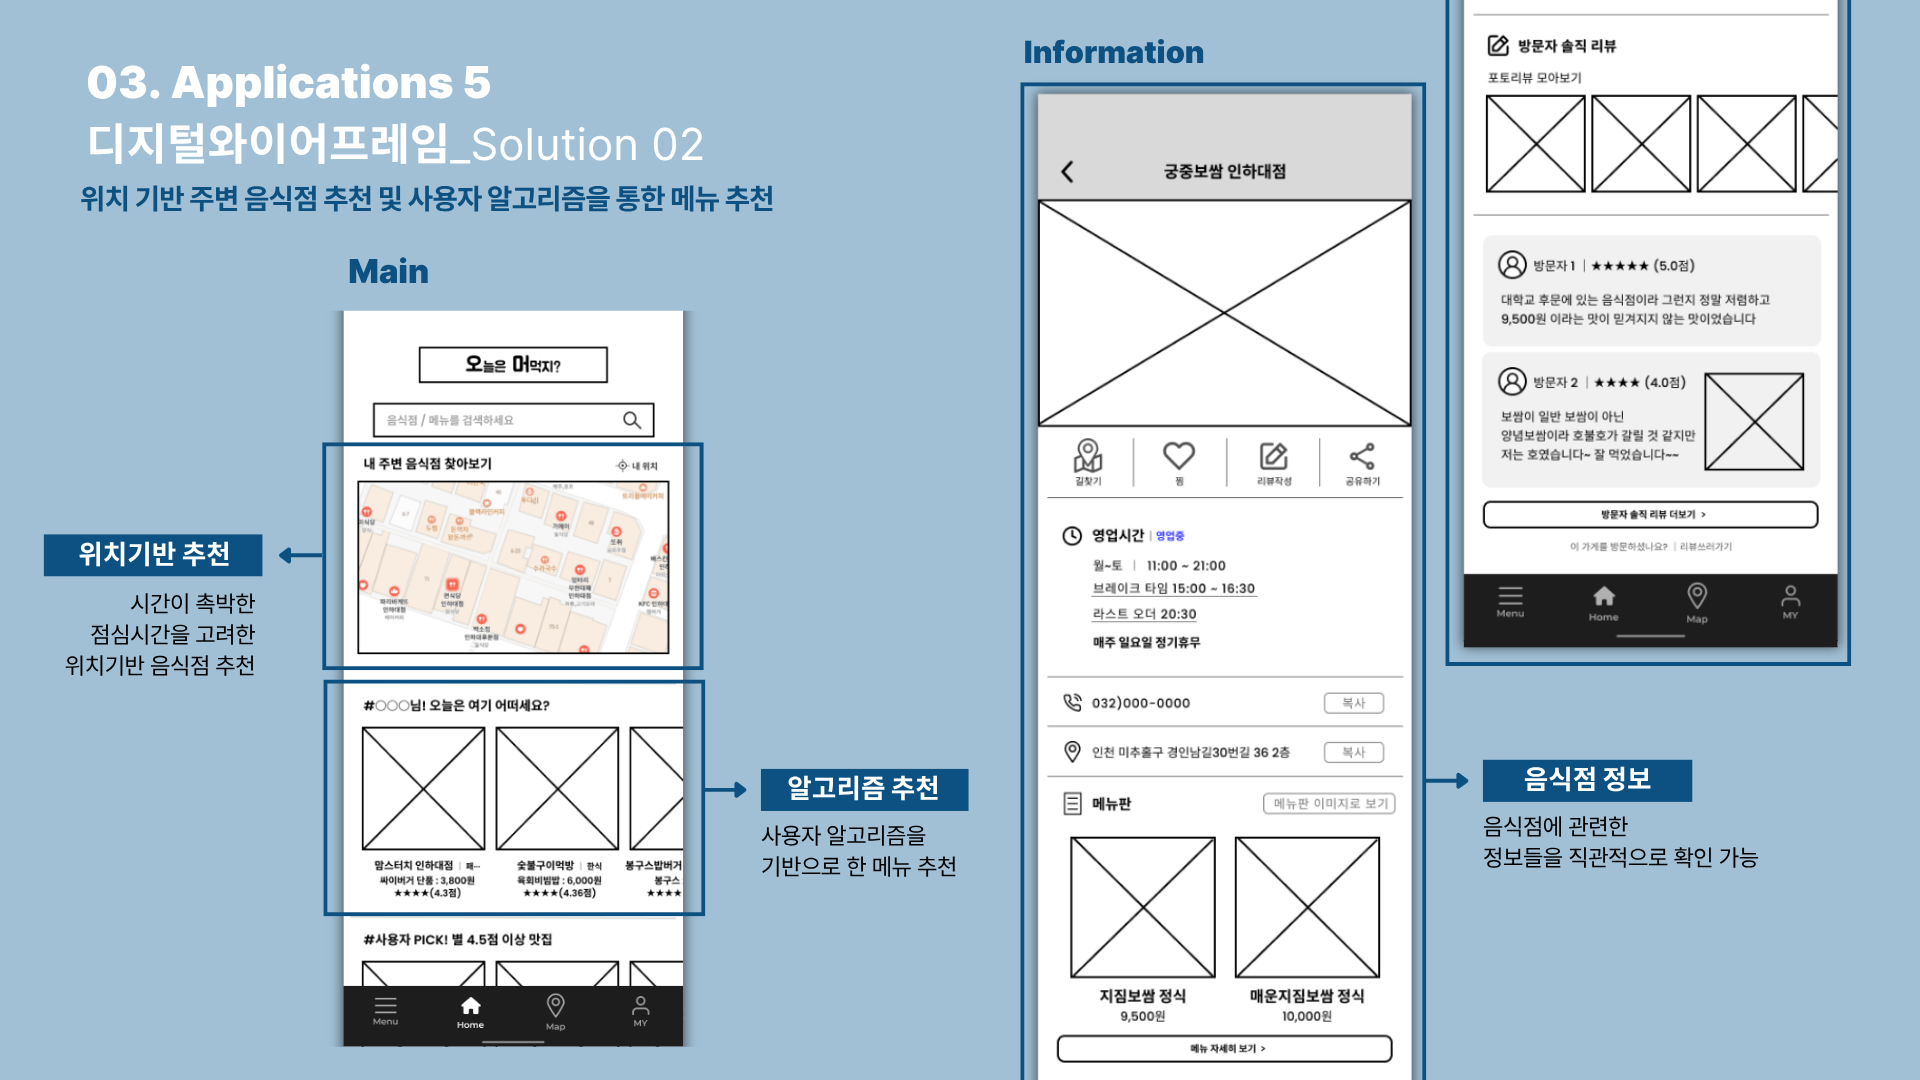 03. Applications 5
디지털와이어프레임_Solution 02
위치 기반 주변 음식점 추천 및 사용자 알고리즘을 통한 메뉴 추천
Main
오늘은 머먹지?
음식점 / 메뉴를 검색하세요
내 주변 음식점 찾아보기
내 위치
#○○○님! 오늘은 여기 어떠세요?
맘스터치 인하대점 | 패...
싸이버거 단품 : 3,800원
★★★★(4.3점)
숯불구이먹방 | 한식
육회비빔밥 : 6,000원
★★★★(4.36점)
봉구스밥버거
봉구스
★★★★
#사용자 PICK! 별 4.5점 이상 맛집
Menu
Home
Map
MY
위치기반 추천
시간이 촉박한
점심시간을 고려한
위치기반 음식점 추천
알고리즘 추천
사용자 알고리즘을
기반으로 한 메뉴 추천
Information
궁중보쌈 인하대점
길찾기
찜
리뷰작성
공유하기
영업시간 | 영업중
월~토 | 11:00 ~ 21:00
브레이크 타임 15:00 ~ 16:30
라스트 오더 20:30
매주 일요일 정기휴무
032)000-0000
복사
인천 미추홀구 경인남길30번길 36 2층
복사
메뉴판
메뉴판 이미지로 보기
지짐보쌈 정식
9,500원
매운지짐보쌈 정식
10,000원
메뉴 자세히 보기 >
방문자 솔직 리뷰
포토리뷰 모아보기
방문자 1 | ★★★★★ (5.0점)
대학교 후문에 있는 음식점이라 그런지 정말 저렴하고
9,500원 이라는 맛이 믿겨지지 않는 맛이었습니다
방문자 2 | ★★★★ (4.0점)
보쌈이 일반 보쌈이 아닌
양념보쌈이라 호불호가 갈릴 것 같지만
저는 호였습니다~ 잘 먹었습니다~~
방문자 솔직 리뷰 더보기 >
이 가게를 방문하셨나요? | 리뷰쓰러가기
Menu
Home
Map
MY
음식점 정보
음식점에 관련한
정보들을 직관적으로 확인 가능